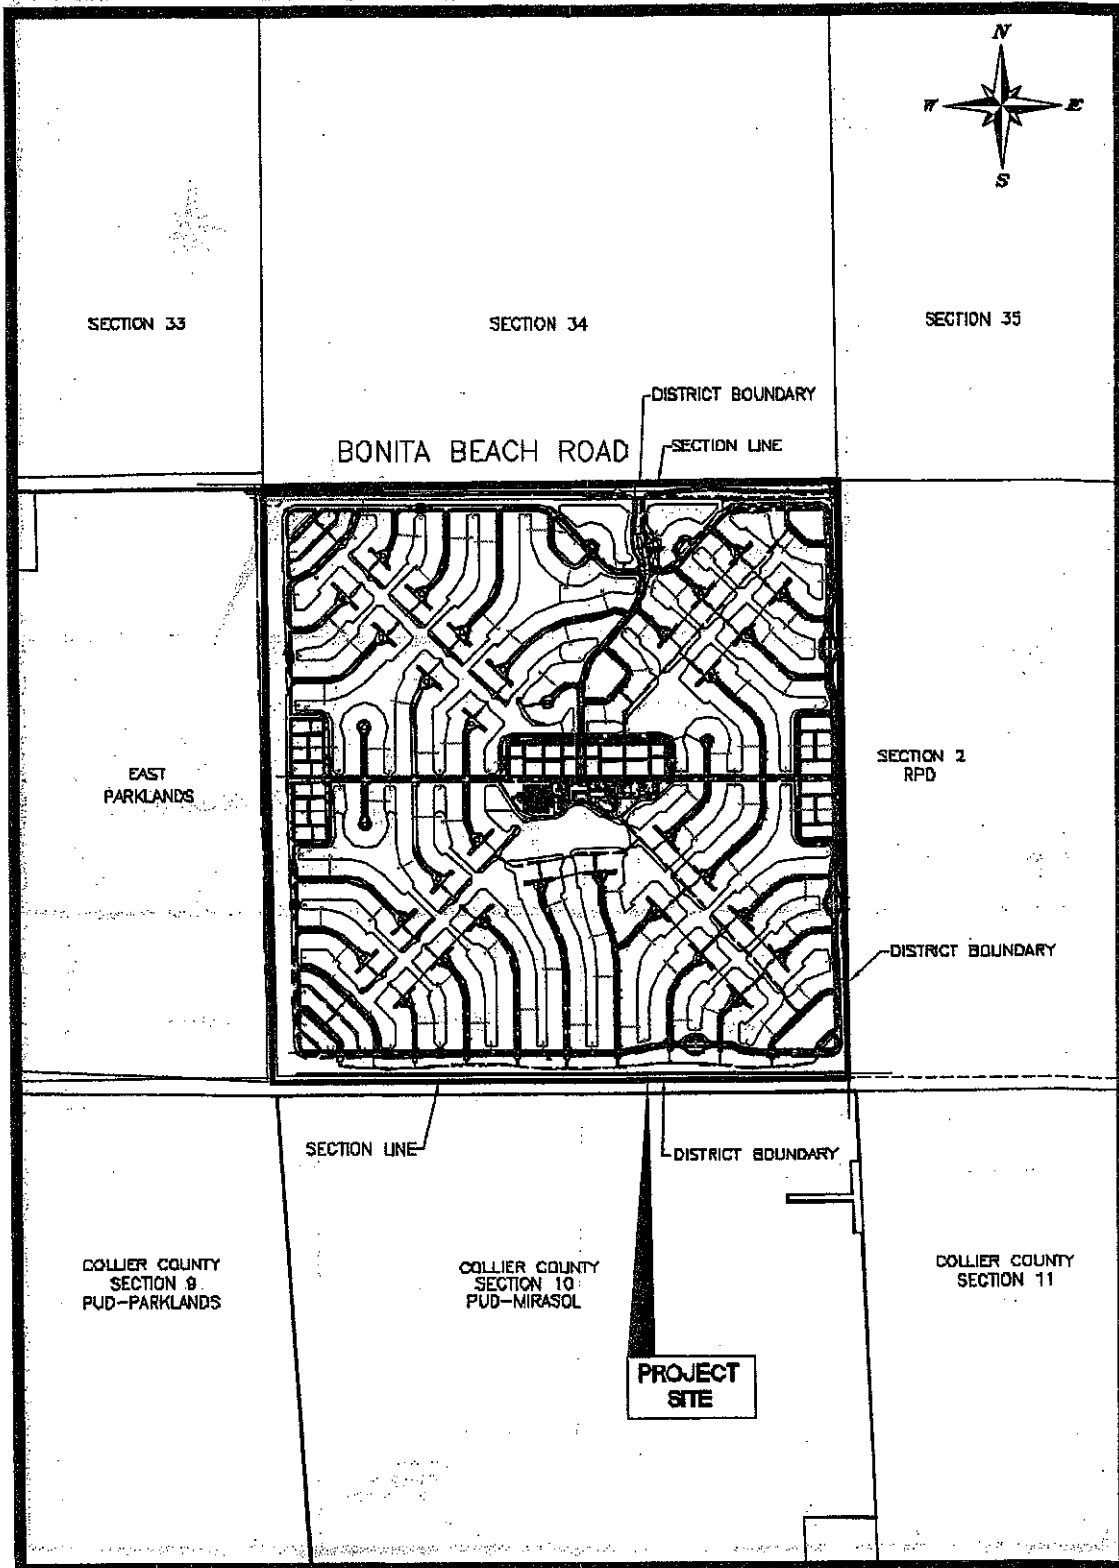 N
W E
S
SECTION 33
SECTION 34
SECTION 35
DISTRICT BOUNDARY
BONITA BEACH ROAD
SECTION LINE
EAST
PARKLANDS
SECTION 2
RPD
DISTRICT BOUNDARY
SECTION LINE
DISTRICT BOUNDARY
COLLIER COUNTY
SECTION 9
PUD-PARKLANDS
COLLIER COUNTY
SECTION 10
PUD-MIRASOL
COLLIER COUNTY
SECTION 11
PROJECT
SITE